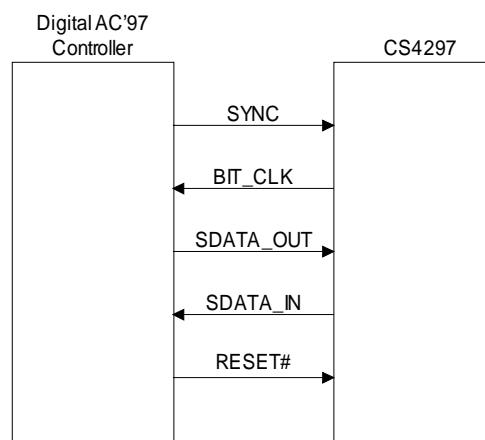 Digital AC'97
Controller
CS4297
SYNC
BIT_CLK
SDATA_OUT
SDATA_IN
RESET#